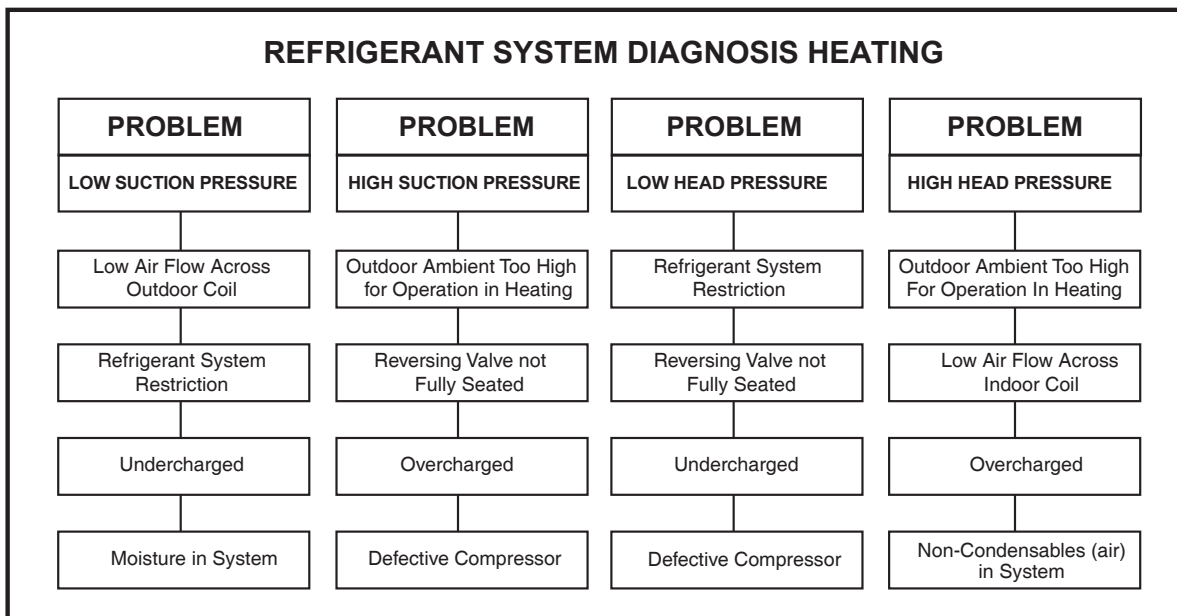 REFRIGERANT SYSTEM DIAGNOSIS HEATING
PROBLEM
LOW SUCTION PRESSURE
Low Air Flow Across
Outdoor Coil
Refrigerant System
Restriction
Undercharged
Moisture in System
PROBLEM
HIGH SUCTION PRESSURE
Outdoor Ambient Too High
for Operation in Heating
Reversing Valve not
Fully Seated
Overcharged
Defective Compressor
PROBLEM
LOW HEAD PRESSURE
Refrigerant System
Restriction
Reversing Valve not
Fully Seated
Undercharged
Defective Compressor
PROBLEM
HIGH HEAD PRESSURE
Outdoor Ambient Too High
For Operation In Heating
Low Air Flow Across
Indoor Coil
Overcharged
Non-Condensables (air)
in System